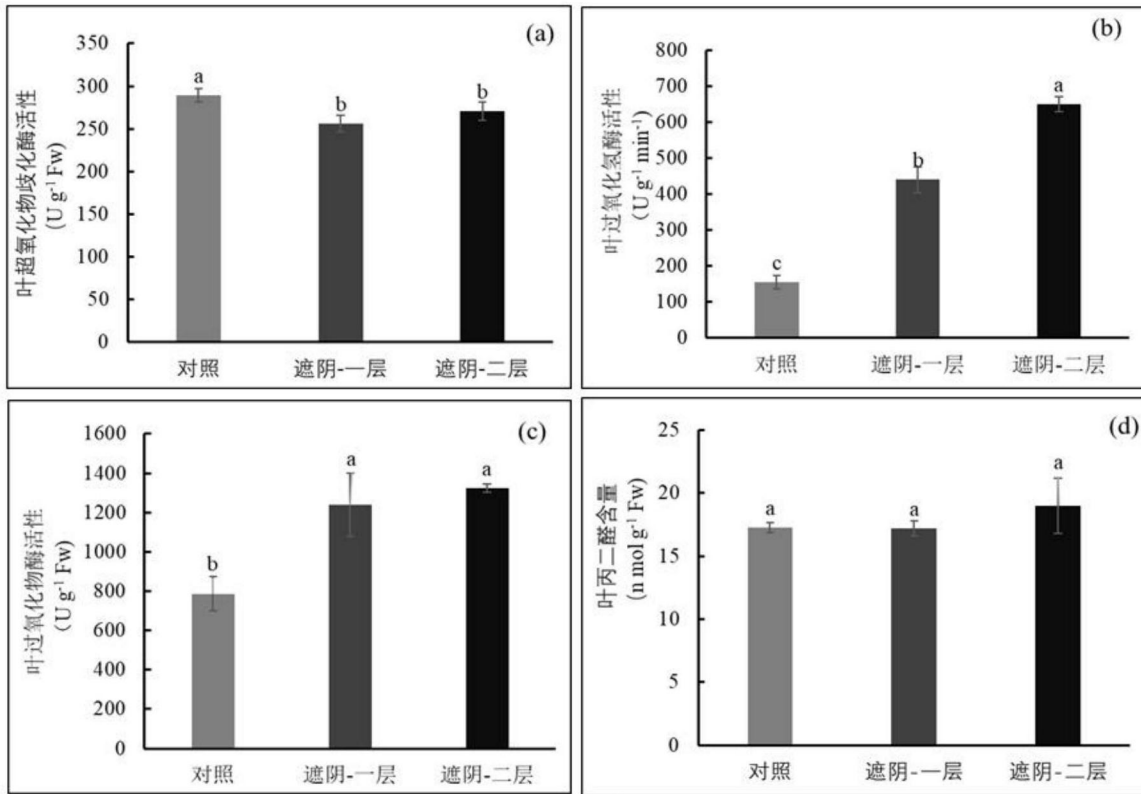 (a)
叶超氧化物歧化酶活性
(U g-1 Fw)
350
300
250
200
150
100
50
0
a
b
b
对照
遮阴-一层
遮阴-二层
(b)
叶过氧化氢酶活性
（U g-1 min-1)
800
700
600
500
400
300
200
100
0
c
b
a
对照
遮阴-一层
遮阴-二层
(c)
叶过氧化物酶活性
（U g-1 Fw)
1600
1400
1200
1000
800
600
400
200
0
b
a
a
对照
遮阴-一层
遮阴-二层
(d)
叶丙二醛含量
(n mol g-1 Fw)
25
20
15
10
5
0
a
a
a
对照
遮阴-一层
遮阴-二层